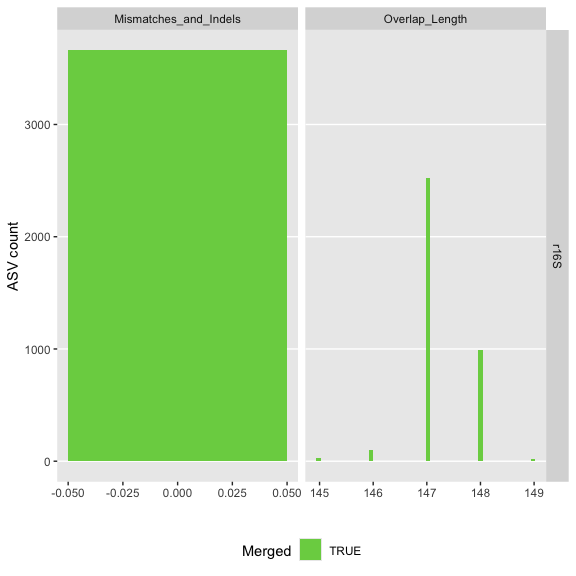 Mismatches_and_Indels
Overlap_Length
ASV count
3000
2000
1000
0
r16S
-0.050
-0.025
0.000
0.025
0.050
145
146
147
148
149
Merged
TRUE